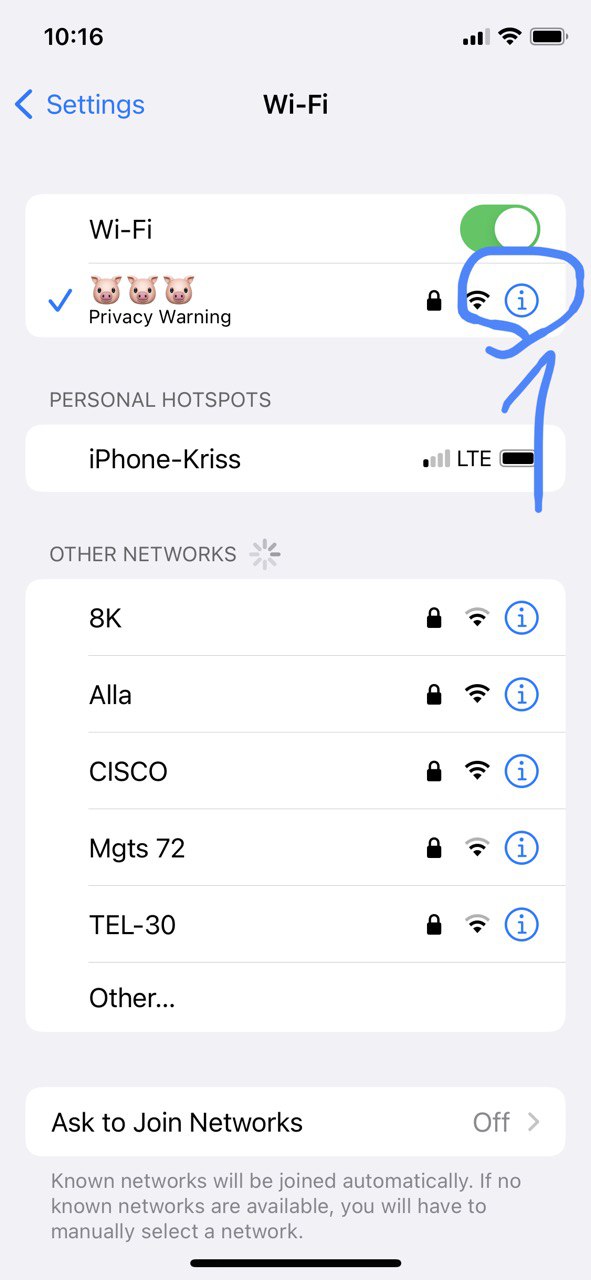 10:16
Settings
Wi-Fi
Wi-Fi
🐷🐷🐷
Privacy Warning
1
PERSONAL HOTSPOTS
iPhone-Kriss LTE
OTHER NETWORKS
8K
Alla
CISCO
Mgts 72
TEL-30
Other...
Ask to Join Networks Off
Known networks will be joined automatically. If no
known networks are available, you will have to
manually select a network.